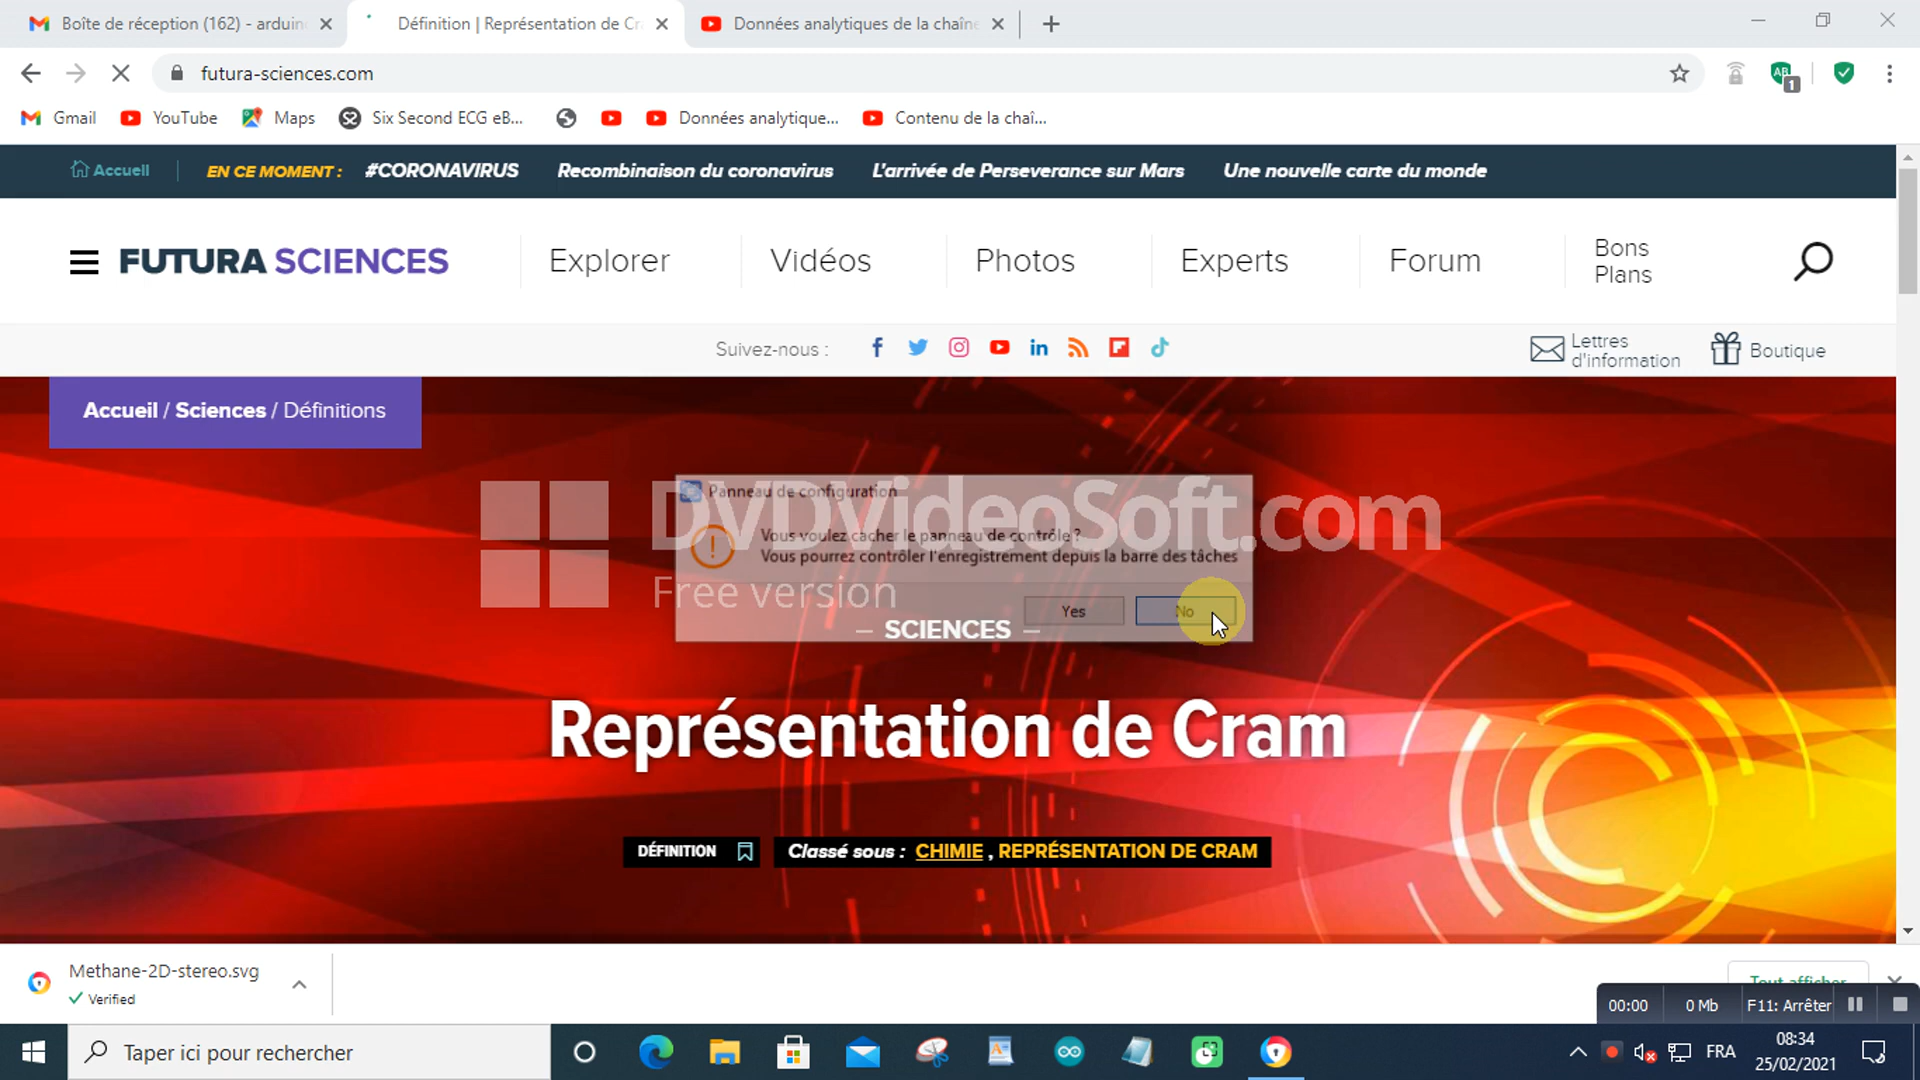 Boîte de réception (162) - arduin
Définition | Représentation de Cr
Données analytiques de la chaîne
futura-sciences.com
AB
1
Gmail
YouTube
Maps
Six Second ECG eB...
Données analytique...
Contenu de la chaî...
Accueil
EN CE MOMENT :
#CORONAVIRUS
Recombinaison du coronavirus
L'arrivée de Perseverance sur Mars
Une nouvelle carte du monde
FUTURA SCIENCES
Explorer
Vidéos
Photos
Experts
Forum
Bons
Plans
Suivez-nous :
Lettres
d'information
Boutique
Accueil / Sciences / Définitions
Panneau de configuration
DVDVideoSoft.com
Vous voulez cacher le panneau de contrôle ?
Vous pourrez contrôler l'enregistrement depuis la barre des tâches
Free version
Yes
No
– SCIENCES –
Représentation de Cram
DÉFINITION
Classé sous : CHIMIE , REPRÉSENTATION DE CRAM
Methane-2D-stereo.svg
Verified
Tout afficher
00:00
0 Mb
F11: Arrêter
Taper ici pour rechercher
FRA
08:34
25/02/2021